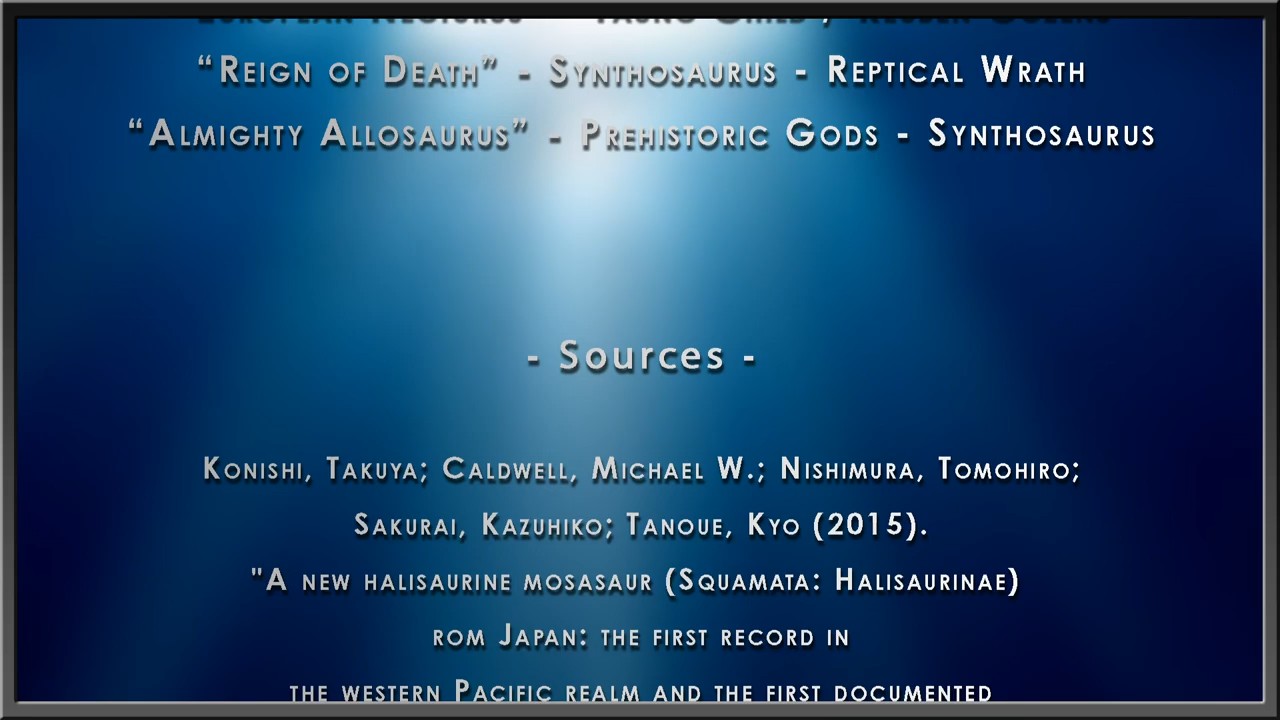 “Reign of Death” - Synthosaurus - Reptical Wrath
“Almighty Allosaurus” - Prehistoric Gods - Synthosaurus
- Sources -
Konishi, Takuya; Caldwell, Michael W.; Nishimura, Tomohiro;
Sakurai, Kazuhiko; Tanoue, Kyo (2015).
"A new halisaurine mosasaur (Squamata: Halisaurinae)
rom Japan: the first record in
the western Pacific realm and the first documented